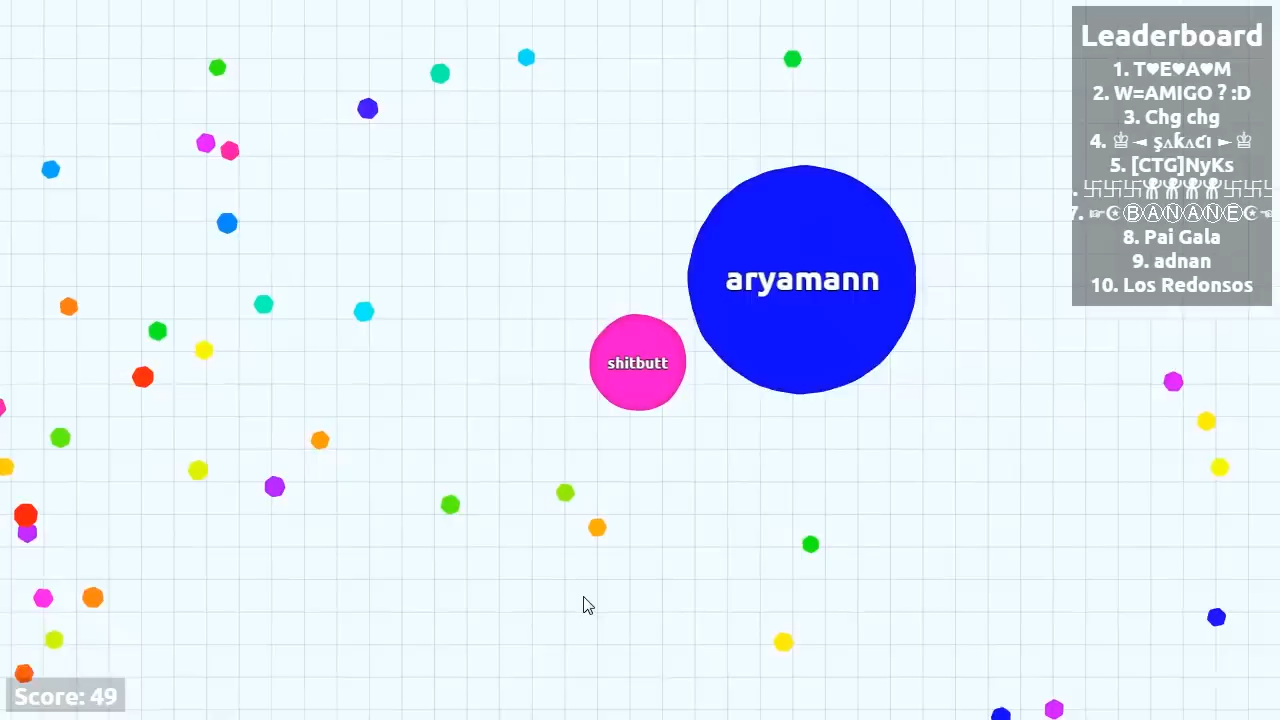 Leaderboard
1. T♥E♥A♥M
2. W=AMIGO ? :D
3. Chg chg
4. ♔ ◄ şʌƙʌƈı ► ♔
5. [CTG]NyKs
7. ☞☪ⒷⒶⓃⒶⓃⒺ☪☜
8. Pai Gala
9. adnan
10. Los Redonsos
aryamann
shitbutt
Score: 49